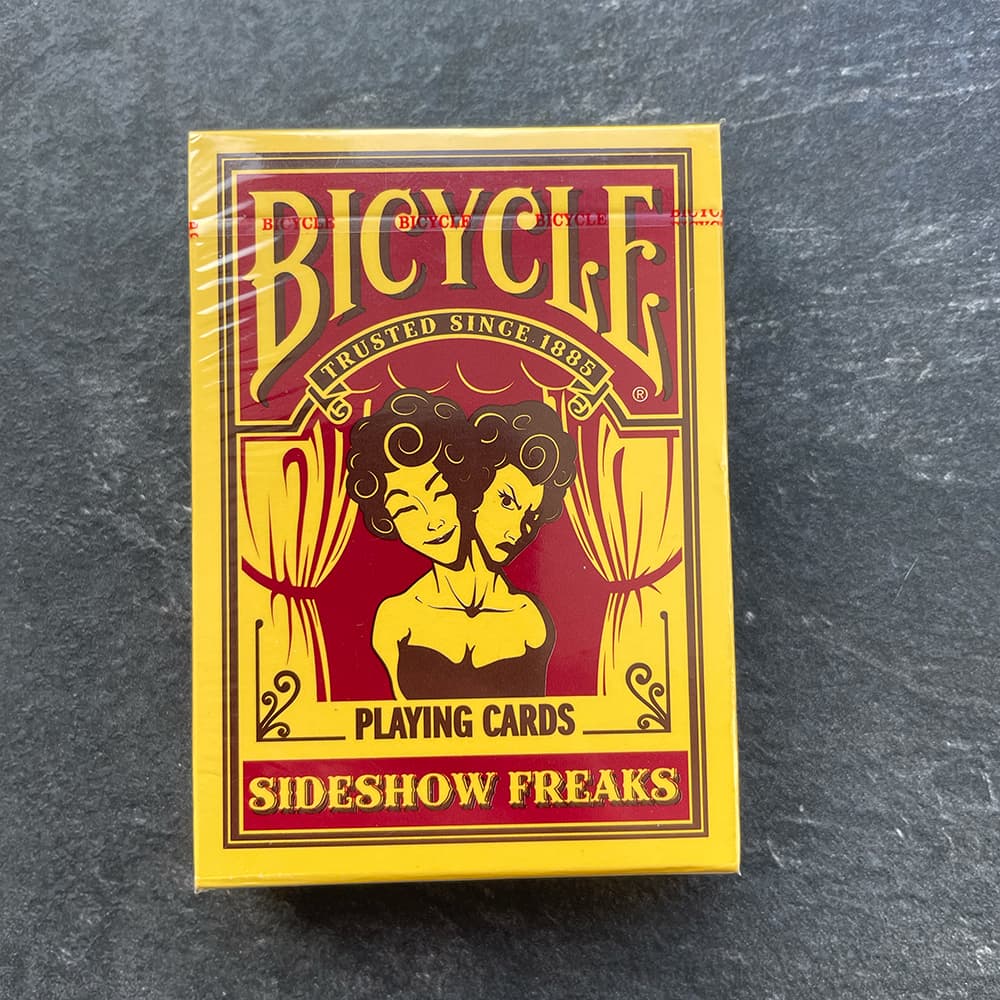 BICYCLE
BICYCLE BICYCLE BICYCLE
TRUSTED SINCE 1885
®
PLAYING CARDS
SIDESHOW FREAKS